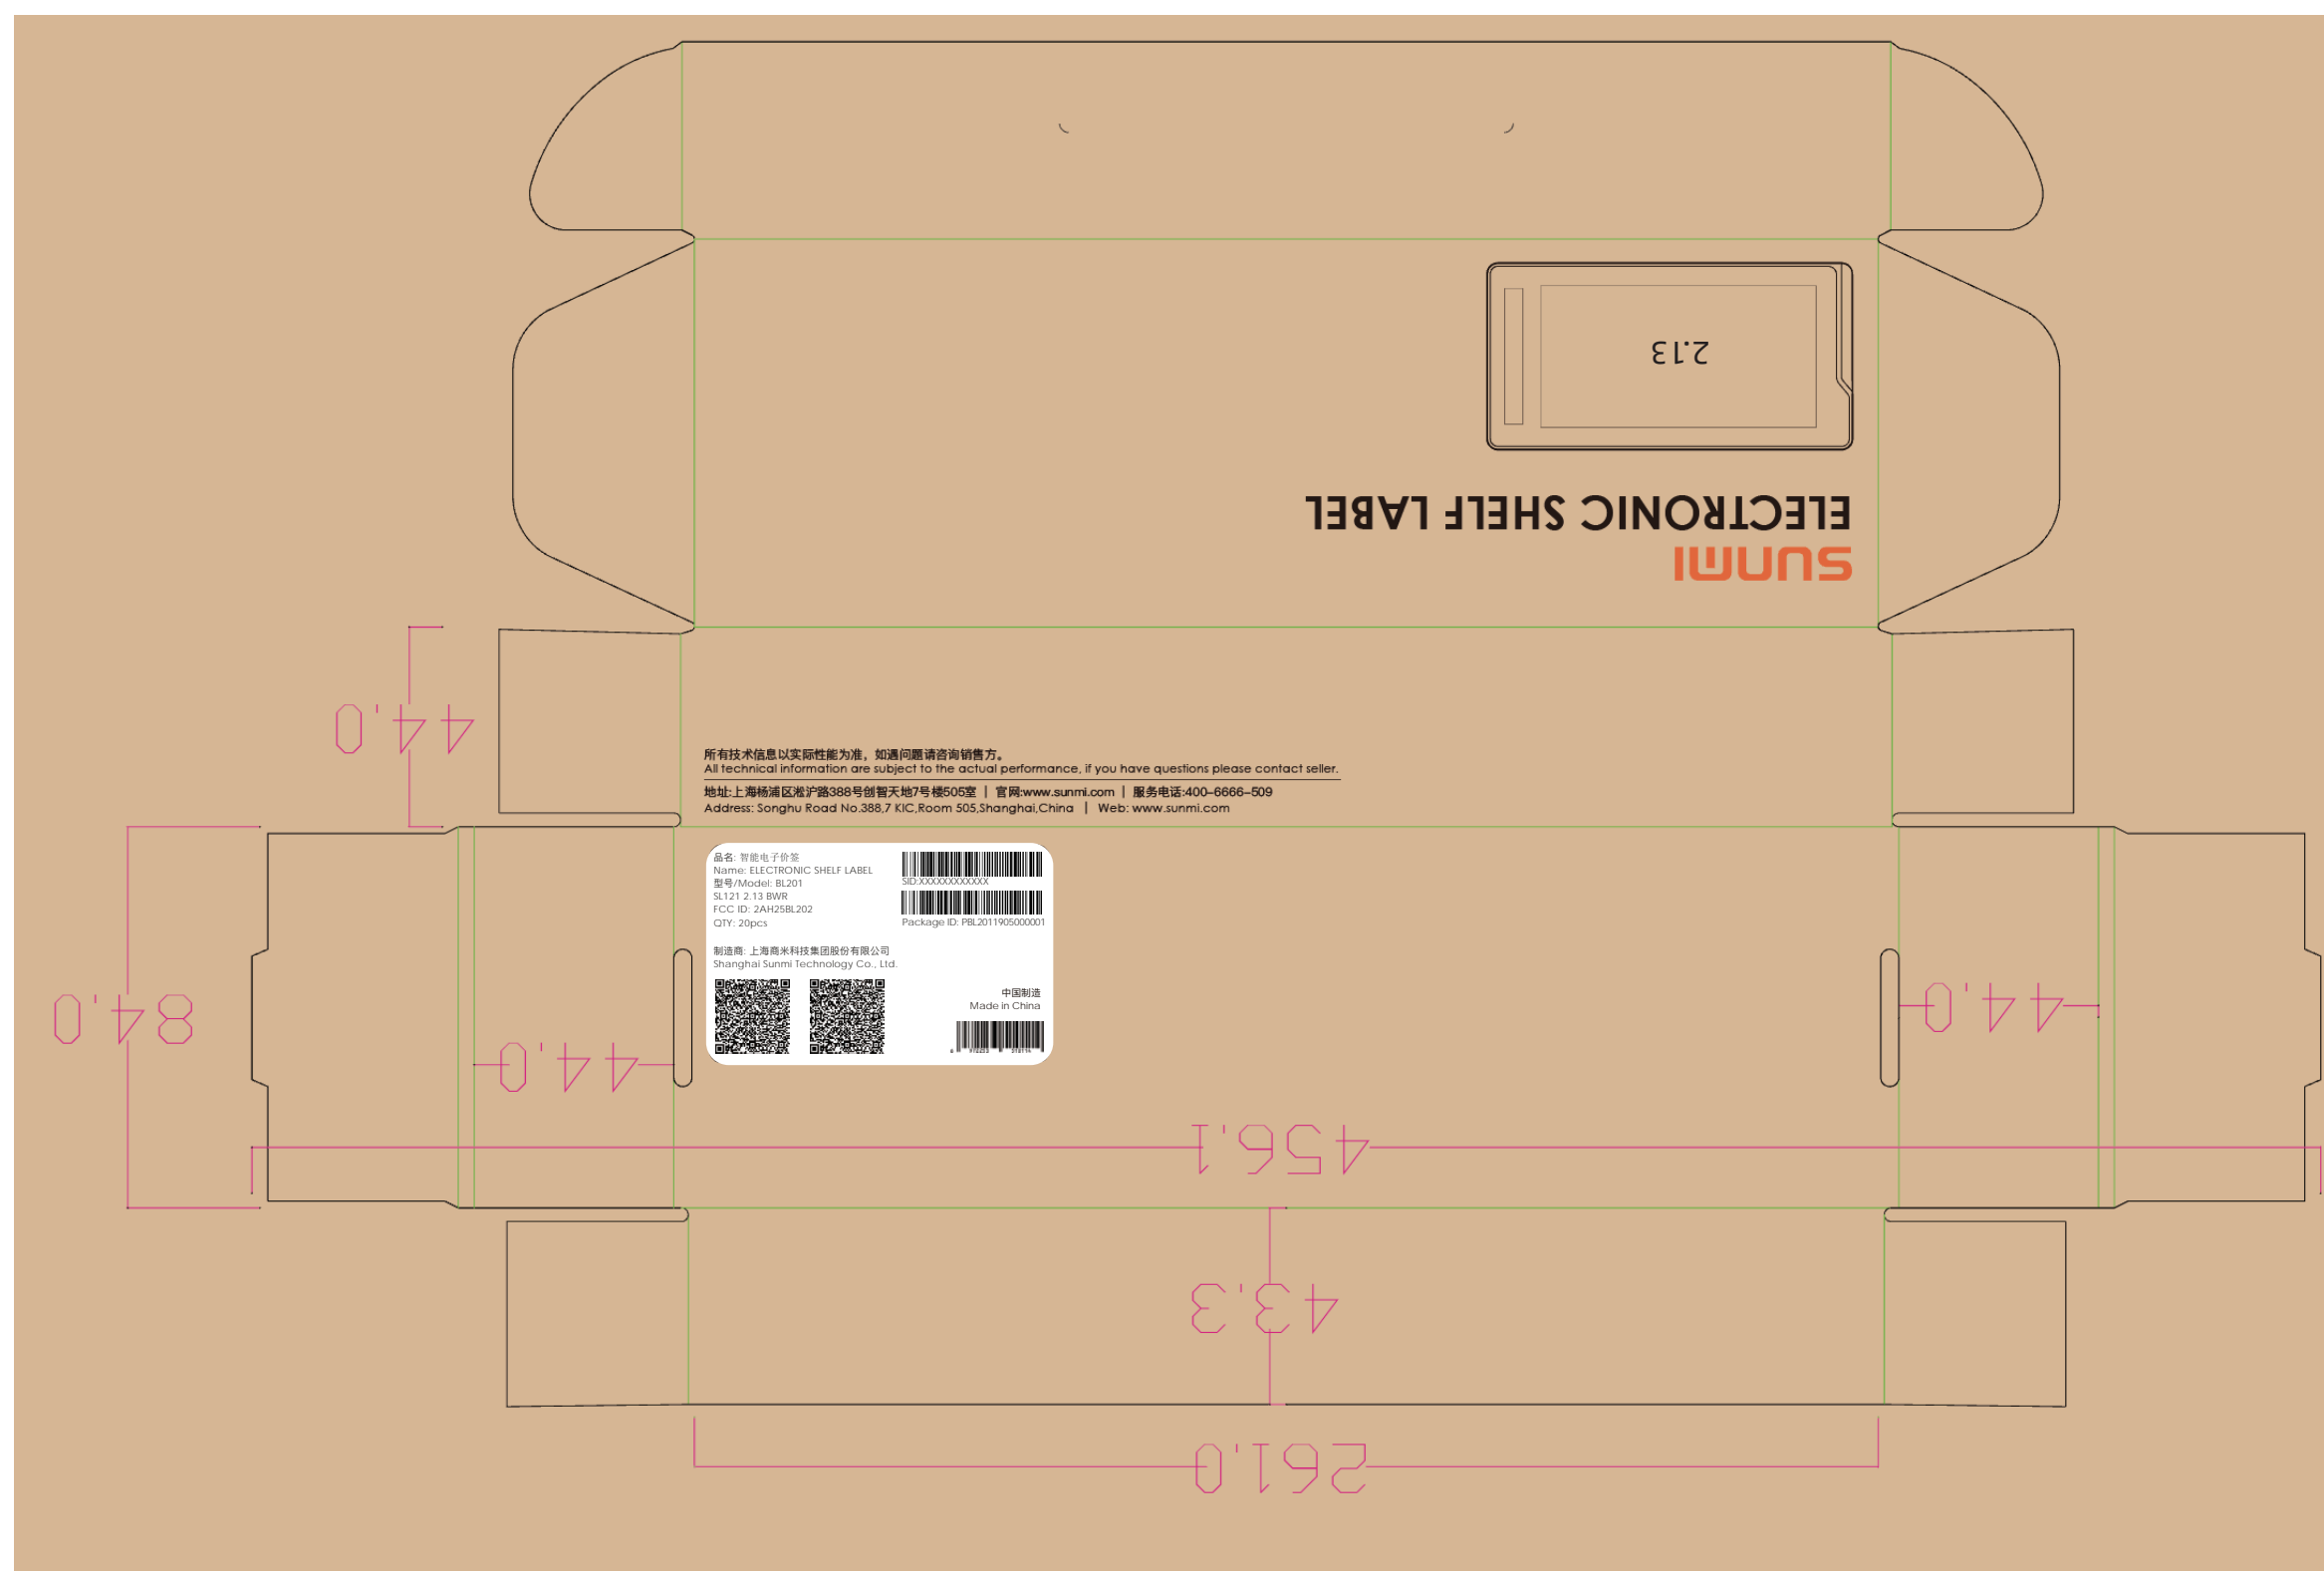 2.13
ELECTRONIC SHELF LABEL
SUNMI
44.0
所有技术信息以实际性能为准，如遇问题请咨询销售方。
All technical information are subject to the actual performance, if you have questions please contact seller.
地址:上海杨浦区淞沪路388号创智天地7号楼505室 | 官网:www.sunmi.com | 服务电话:400-6666-509
Address: Songhu Road No.388,7 KIC,Room 505,Shanghai,China | Web: www.sunmi.com
品名: 智能电子价签
Name: ELECTRONIC SHELF LABEL
型号/Model: BL201
SL121 2.13 BWR
FCC ID: 2AH25BL202
QTY: 20pcs
SID:XXXXXXXXXXXX
Package ID: PBL2011905000001
制造商: 上海商米科技集团股份有限公司
Shanghai Sunmi Technology Co., Ltd.
中国制造
Made in China
84.0
44.0
44.0
456.1
43.3
261.0